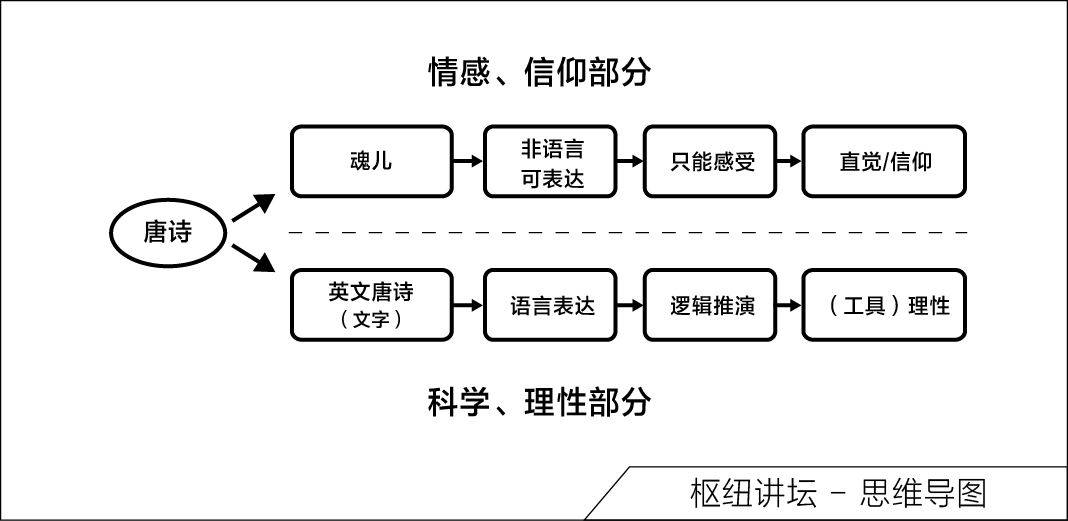 情感、信仰部分
唐诗
魂儿
非语言
可表达
只能感受
直觉/信仰
英文唐诗
（文字）
语言表达
逻辑推演
（工具）理性
科学、理性部分
枢纽讲坛 - 思维导图